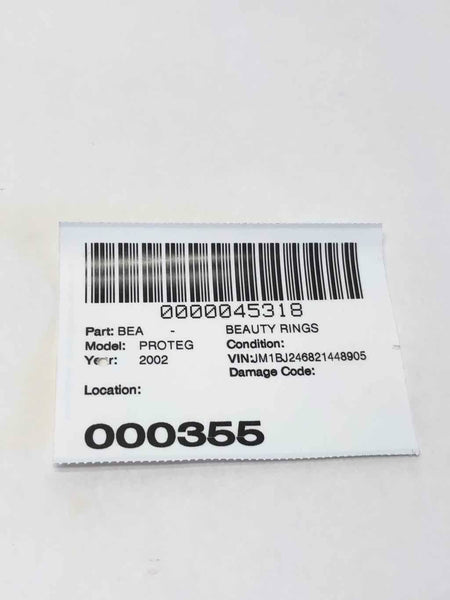 0000045318
Part: BEA - BEAUTY RINGS
Model: PROTEG Condition:
Year: 2002 VIN:JM1BJ246821448905
Damage Code:
Location:
000355